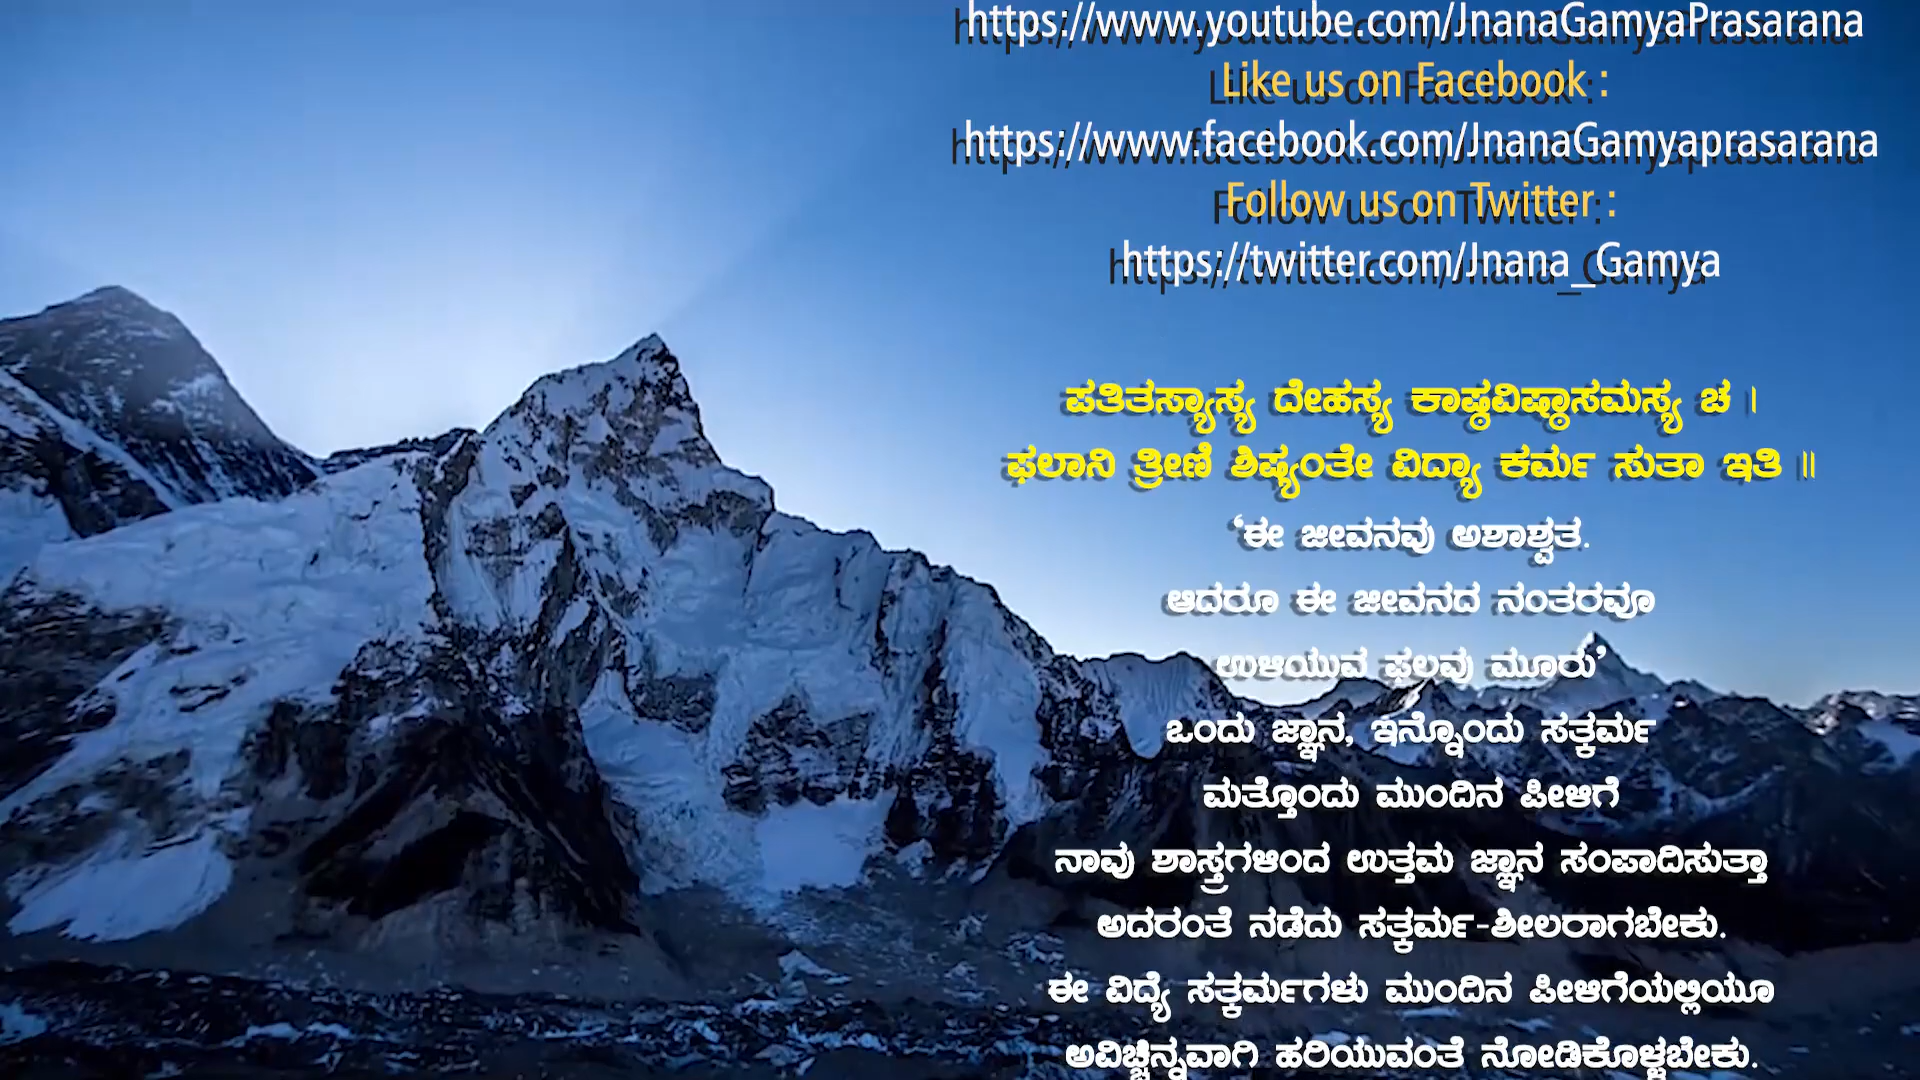 https://www.youtube.com/JnanaGamyaPrasarana
Like us on Facebook :
https://www.facebook.com/JnanaGamyaprasarana
Follow us on Twitter :
https://twitter.com/Jnana_Gamya
ಪತಿತಸ್ಯಾಸ್ಯ ದೇಹಸ್ಯ ಕಾಷ್ಠವಿಷ್ಠಾಸಮಸ್ಯ ಚ ।
ಫಲಾನಿ ತ್ರೀಣಿ ಶಿಷ್ಯಂತೇ ವಿದ್ಯಾ ಕರ್ಮ ಸುತಾ ಇತಿ ॥
‘ಈ ಜೀವನವು ಅಶಾಶ್ವತ.
ಆದರೂ ಈ ಜೀವನದ ನಂತರವೂ
ಉಳಿಯುವ ಫಲವು ಮೂರು’
ಒಂದು ಜ್ಞಾನ, ಇನ್ನೊಂದು ಸತ್ಕರ್ಮ
ಮತ್ತೊಂದು ಮುಂದಿನ ಪೀಳಿಗೆ
ನಾವು ಶಾಸ್ತ್ರಗಳಿಂದ ಉತ್ತಮ ಜ್ಞಾನ ಸಂಪಾದಿಸುತ್ತಾ
ಅದರಂತೆ ನಡೆದು ಸತ್ಕರ್ಮ-ಶೀಲರಾಗಬೇಕು.
ಈ ವಿದ್ಯೆ ಸತ್ಕರ್ಮಗಳು ಮುಂದಿನ ಪೀಳಿಗೆಯಲ್ಲಿಯೂ
ಅವಿಚ್ಛಿನ್ನವಾಗಿ ಹರಿಯುವಂತೆ ನೋಡಿಕೊಳ್ಳಬೇಕು.